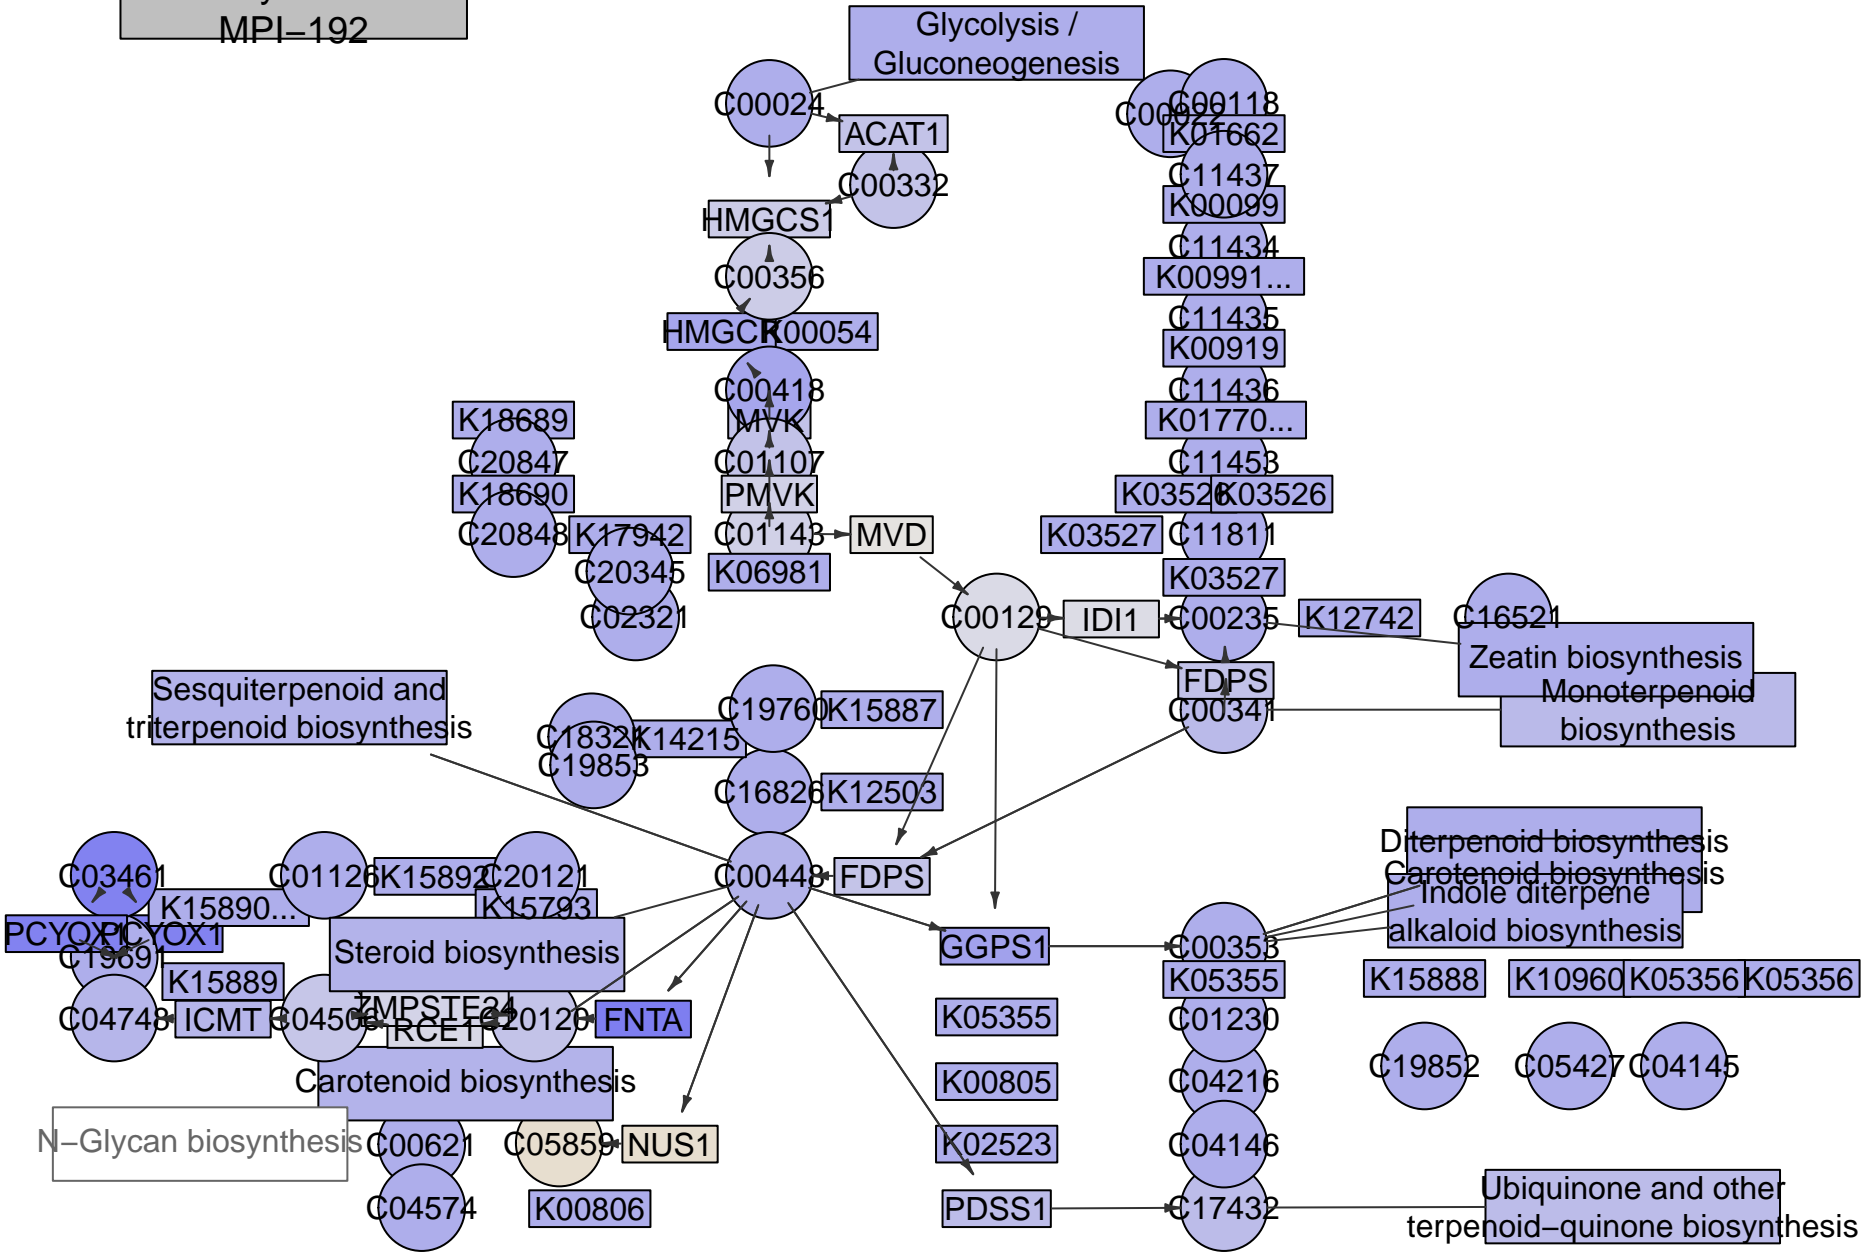 MPI−192
Glycolysis /
Gluconeogenesis
C00024
ACAT1
C00332
C00022
C00118
K01662
C11437
K00099
C11434
K00991...
C11435
K00919
C11436
K01770...
C11453
K03526
K03526
K03527
C11811
K03527
HMGCS1
C00356
HMGCR
K00054
C00418
MVK
C01107
PMVK
C01143
MVD
K06981
K18689
C20847
K18690
C20848
K17942
C20345
C02321
C00129
IDI1
C00235
K12742
C16521
Zeatin biosynthesis
Monoterpenoid
biosynthesis
FDPS
C00341
Sesquiterpenoid and
triterpenoid biosynthesis
C18321
K14215
C19853
C19760
K15887
C16826
K12503
C00448
FDPS
C03461
C01126
K15892
C20121
K15890...
K15793
PCYOX1
PCYOX1
C19691
Steroid biosynthesis
K15889
C04748
ICMT
C04506
ZMPSTE24
RCE1
C20120
FNTA
Carotenoid biosynthesis
N−Glycan biosynthesis
C00621
C05859
NUS1
C04574
K00806
GGPS1
C00353
K05355
K05355
C01230
K00805
C04216
K02523
C04146
PDSS1
C17432
Diterpenoid biosynthesis
Carotenoid biosynthesis
Indole diterpene
alkaloid biosynthesis
K15888
K10960
K05356
K05356
C19852
C05427
C04145
Ubiquinone and other
terpenoid−quinone biosynthesis